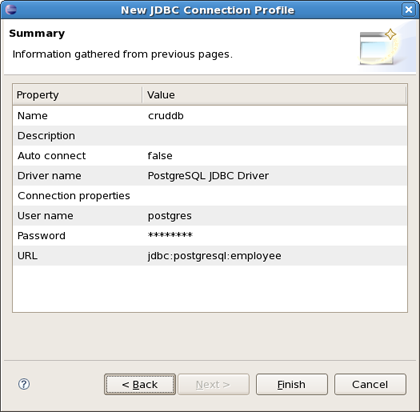 New JDBC Connection Profile
Summary
Information gathered from previous pages.
Property Value
Name cruddb
Description
Auto connect false
Driver name PostgreSQL JDBC Driver
Connection properties
User name postgres
Password ********
URL jdbc:postgresql:employee
? < Back Next > Finish Cancel